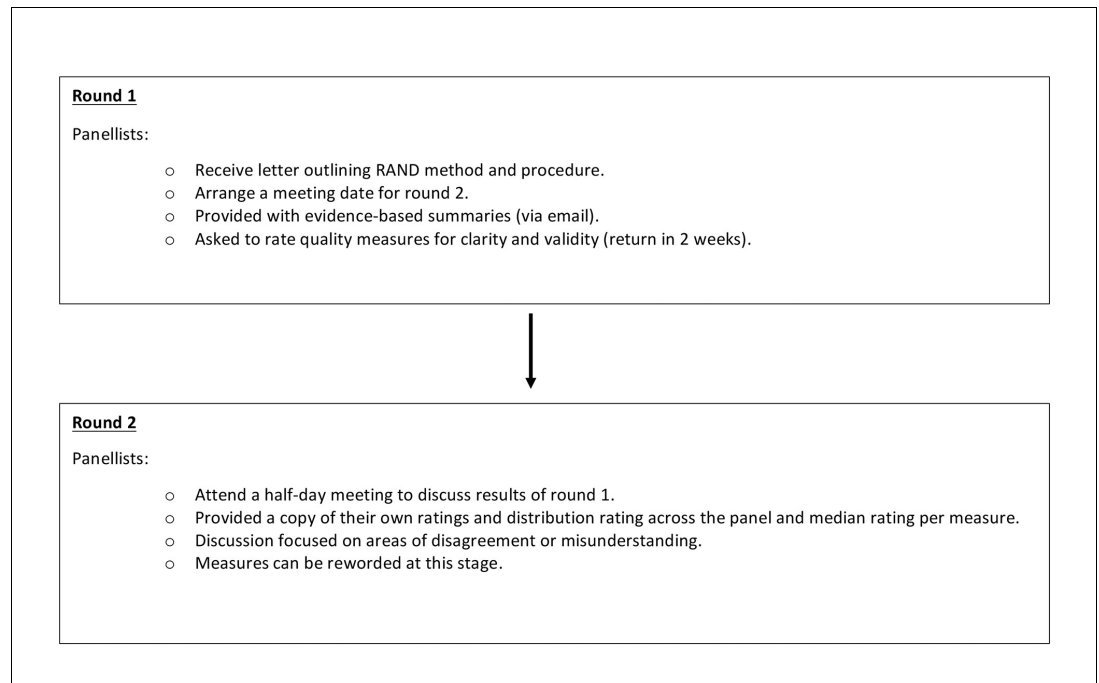 Round 1
Panellists:
o Receive letter outlining RAND method and procedure.
o Arrange a meeting date for round 2.
o Provided with evidence-based summaries (via email).
o Asked to rate quality measures for clarity and validity (return in 2 weeks).
Round 2
Panellists:
o Attend a half-day meeting to discuss results of round 1.
o Provided a copy of their own ratings and distribution rating across the panel and median rating per measure.
o Discussion focused on areas of disagreement or misunderstanding.
o Measures can be reworded at this stage.